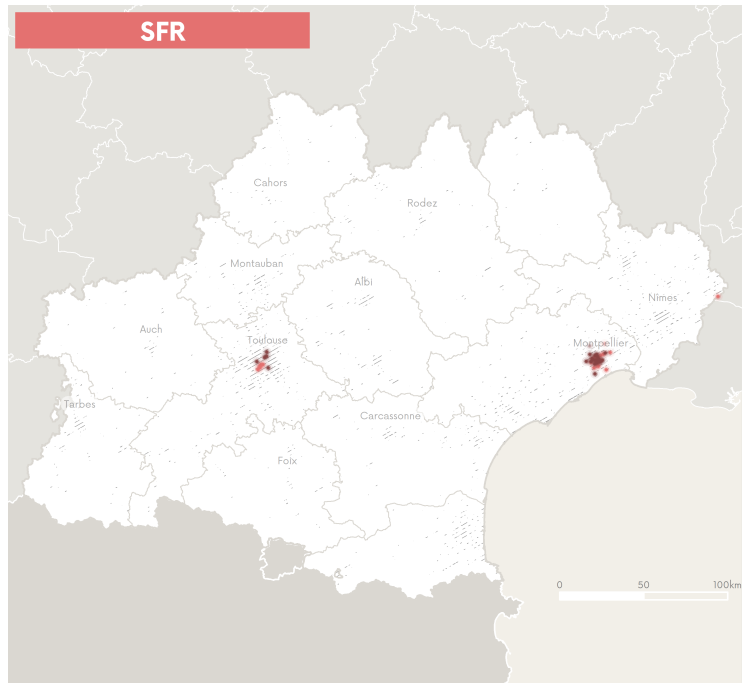 SFR
Cahors
Rodez
Montauban
Albi
Nîmes
Auch
Toulouse
Montpellier
Tarbes
Carcassonne
Foix
0 50 100km